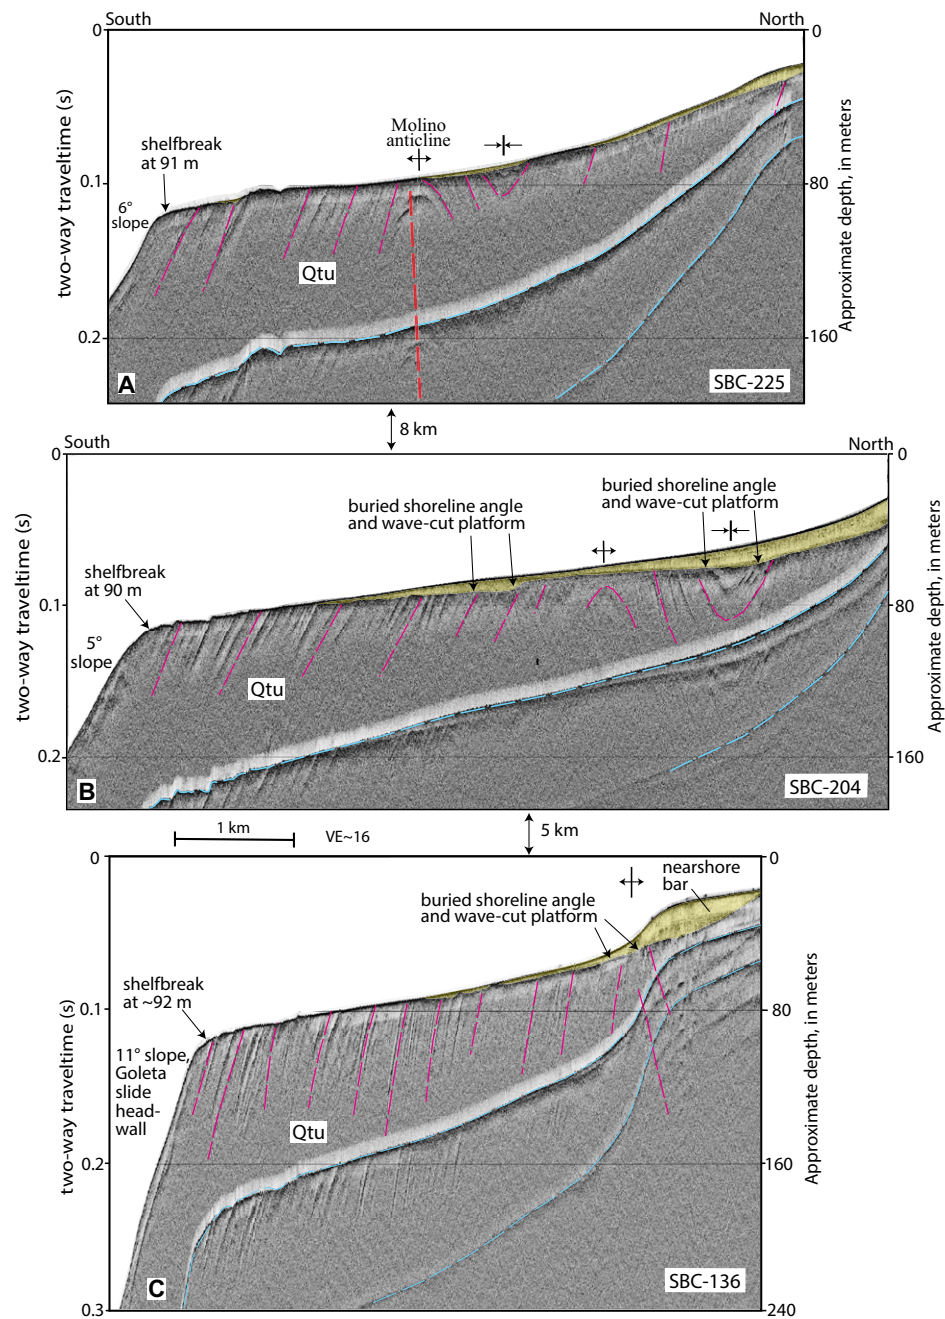 South
North
0
0
two-way traveltime (s)
Approximate depth, in meters
Molino
anticline
shelfbreak
at 91 m
0.1
80
6°
slope
Qtu
0.2
160
A
SBC-225
8 km
South
North
0
0
two-way traveltime (s)
Approximate depth, in meters
buried shoreline angle
and wave-cut platform
buried shoreline angle
and wave-cut platform
shelfbreak
at 90 m
0.1
80
5°
slope
Qtu
0.2
160
B
SBC-204
1 km
VE~16
5 km
0
0
two-way traveltime (s)
Approximate depth, in meters
nearshore
bar
buried shoreline angle
and wave-cut platform
shelfbreak
at ~92 m
0.1
80
11° slope,
Goleta
slide
head-
wall
Qtu
0.2
160
C
SBC-136
0.3
240